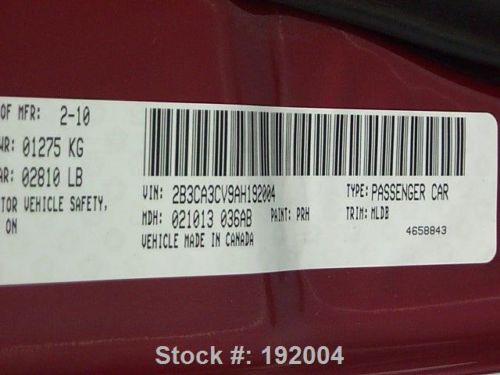 OF MFR: 2-10
WR: 01275 KG
AR: 02810 LB
TOR VEHICLE SAFETY,
ON
VIN: 2B3CA3CV9AH192004 TYPE: PASSENGER CAR
MDH: 021013 036AB PAINT: PRH TRIM: MLDB
VEHICLE MADE IN CANADA 4658843
Stock #: 192004